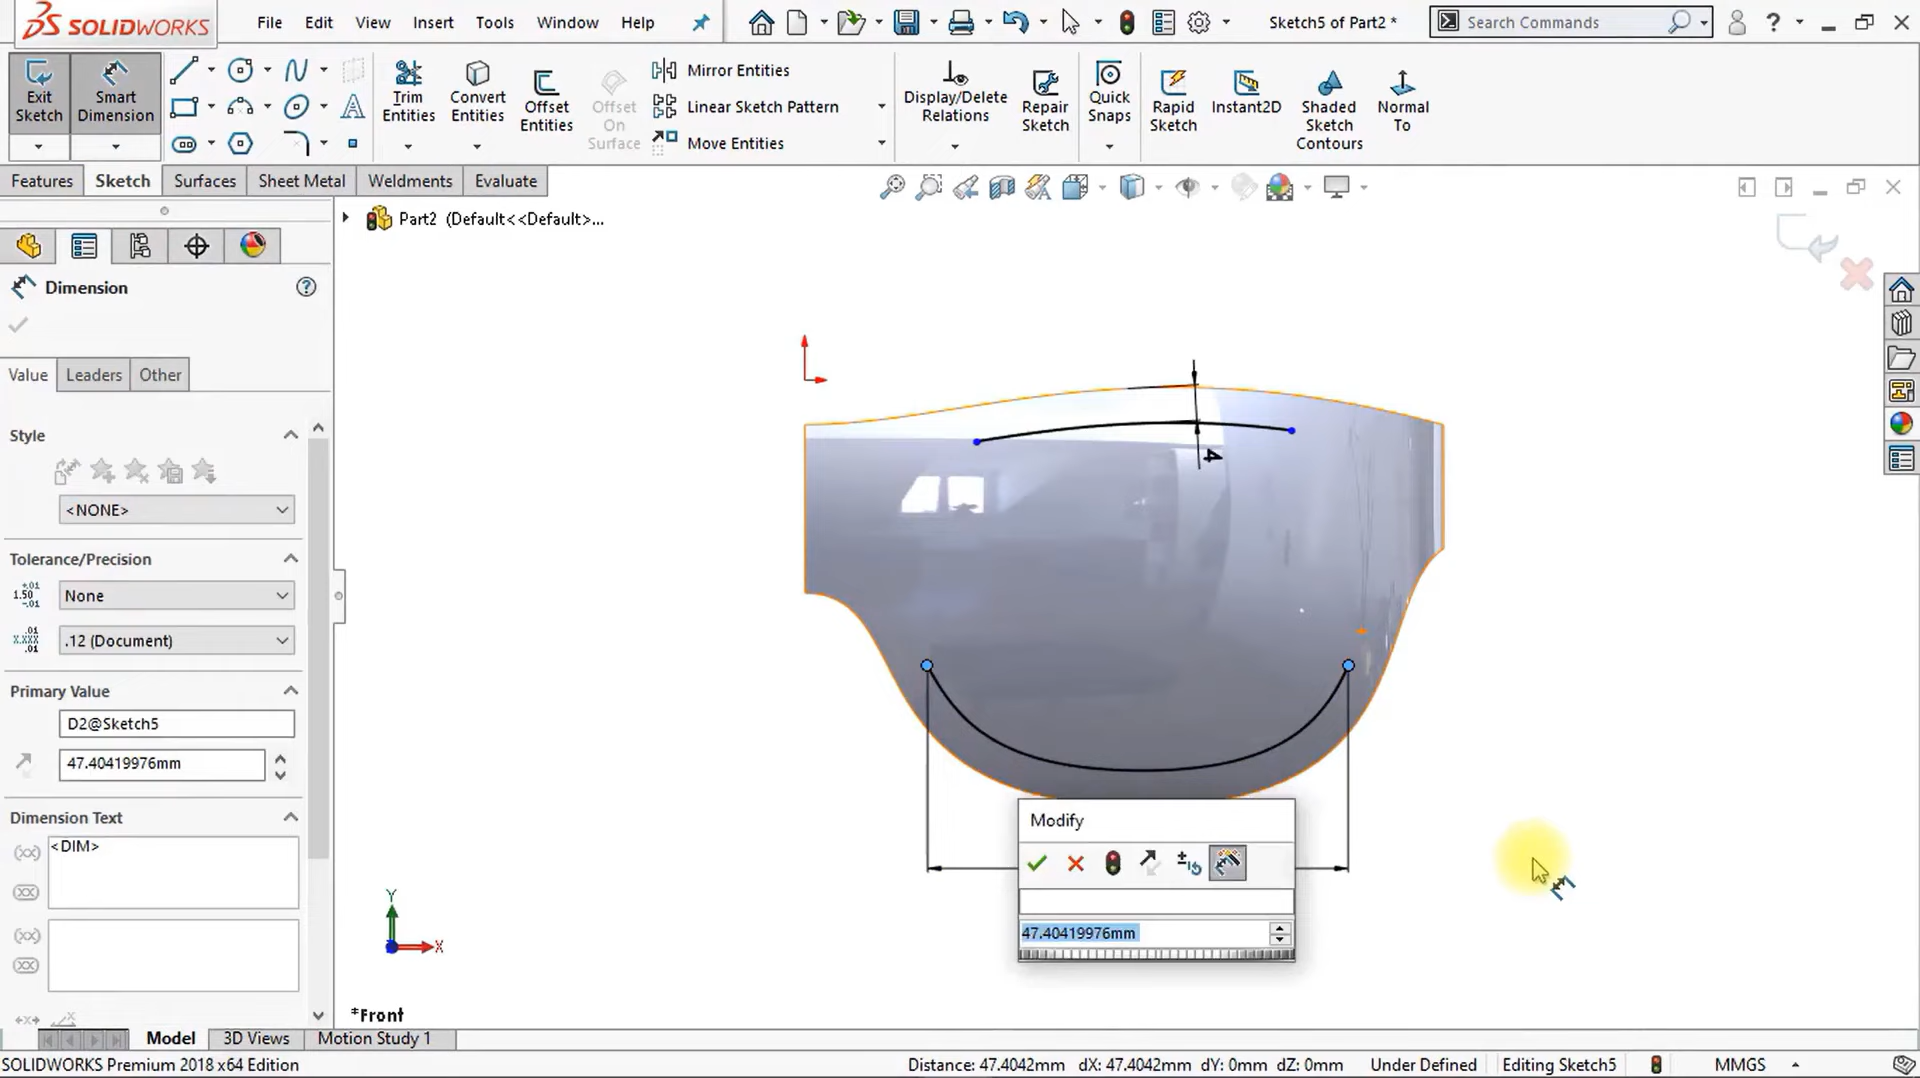 SOLIDWORKS
File
Edit
View
Insert
Tools
Window
Help
Sketch5 of Part2 *
Search Commands
?
Exit Sketch
Smart Dimension
Trim Entities
Convert Entities
Offset Entities
Offset On Surface
Mirror Entities
Linear Sketch Pattern
Move Entities
Display/Delete Relations
Repair Sketch
Quick Snaps
Rapid Sketch
Instant2D
Shaded Sketch Contours
Normal To
Features
Sketch
Surfaces
Sheet Metal
Weldments
Evaluate
Part2 (Default<<Default>...
Dimension
Value
Leaders
Other
Style
<NONE>
Tolerance/Precision
None
.12 (Document)
Primary Value
D2@Sketch5
47.40419976mm
Dimension Text
<DIM>
4
Modify
47.40419976mm
Y
X
*Front
Model
3D Views
Motion Study 1
SOLIDWORKS Premium 2018 x64 Edition
Distance: 47.4042mm dX: 47.4042mm dY: 0mm dZ: 0mm
Under Defined
Editing Sketch5
MMGS